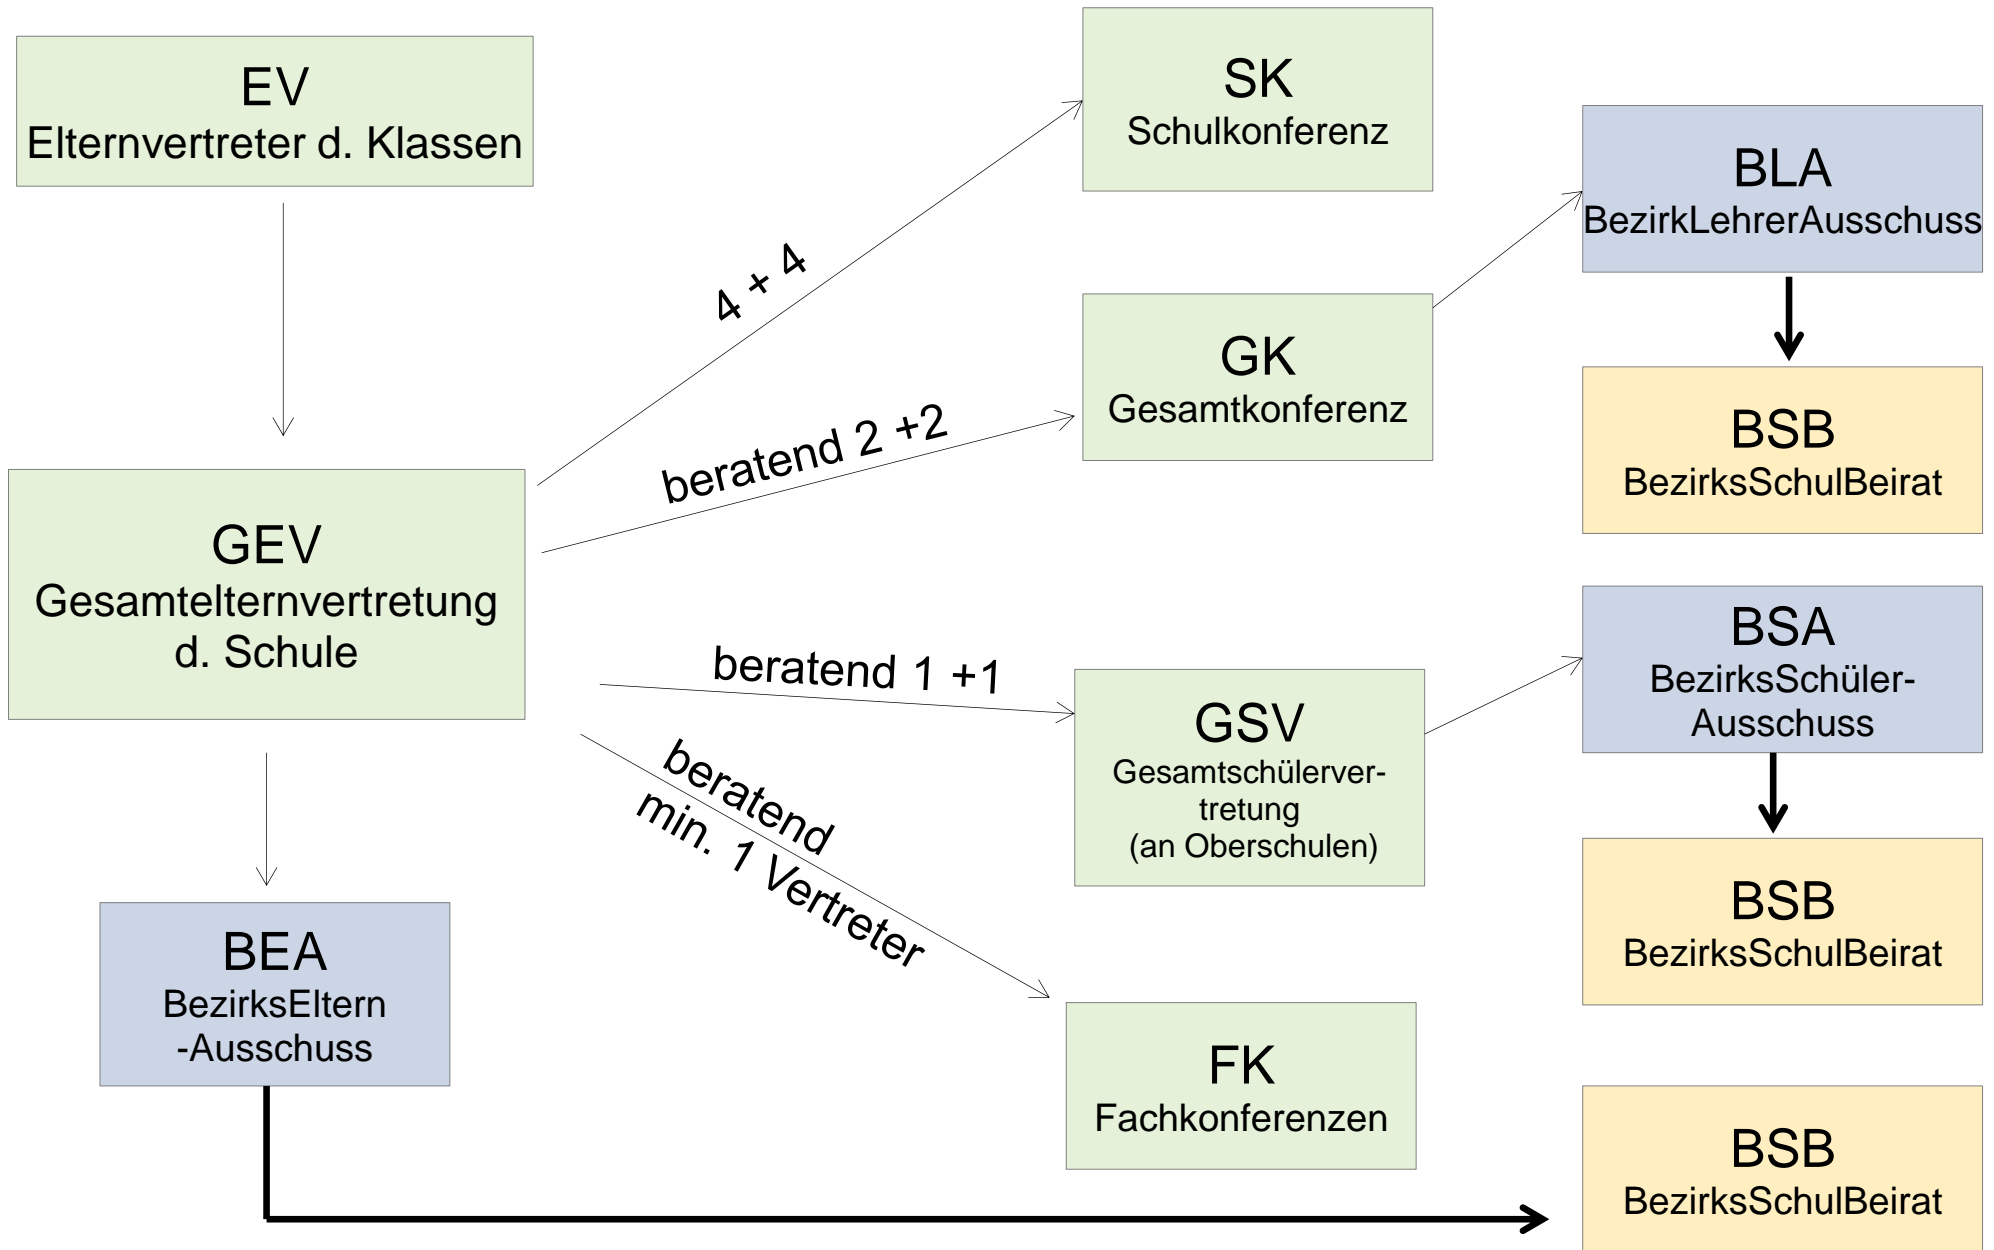 EV
Elternvertreter d. Klassen
GEV
Gesamtelternvertretung
d. Schule
BEA
BezirksEltern
-Ausschuss
4 + 4
beratend 2 +2
beratend 1 +1
beratend
min. 1 Vertreter
SK
Schulkonferenz
GK
Gesamtkonferenz
GSV
Gesamtschülerver-
tretung
(an Oberschulen)
FK
Fachkonferenzen
BLA
BezirkLehrerAusschuss
BSB
BezirksSchulBeirat
BSA
BezirksSchüler-
Ausschuss
BSB
BezirksSchulBeirat
BSB
BezirksSchulBeirat